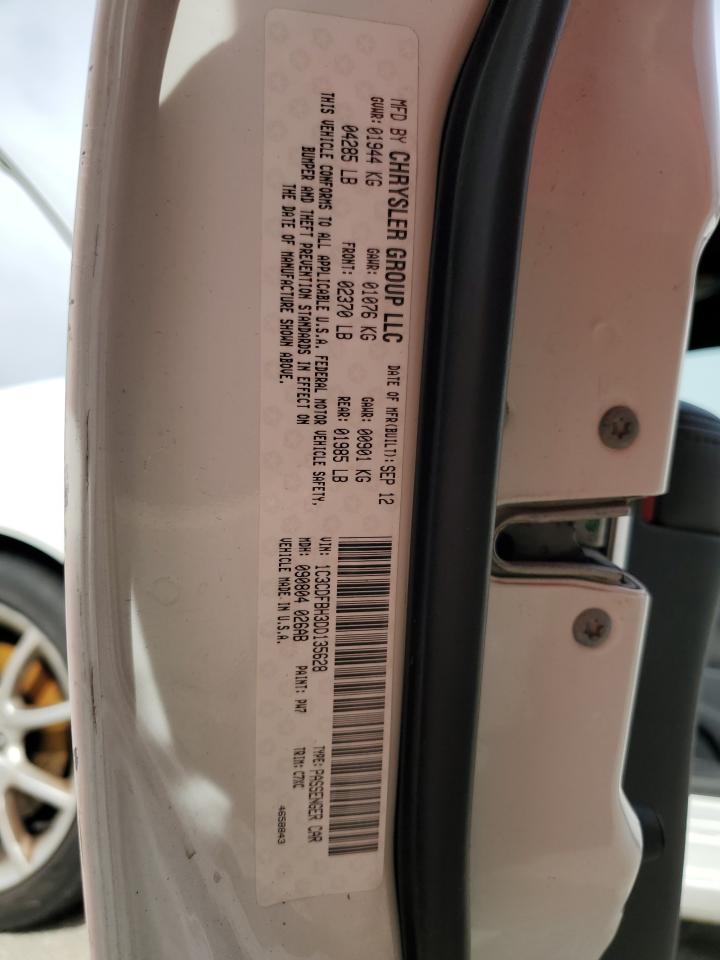 MFD BY CHRYSLER GROUP LLC DATE OF MFR(BUILT): SEP 12
GVWR: 01944 KG GAWR: 01076 KG GAWR: 00901 KG
04285 LB FRONT: 02370 LB REAR: 01985 LB
THIS VEHICLE CONFORMS TO ALL APPLICABLE U.S.A. FEDERAL MOTOR VEHICLE SAFETY,
BUMPER AND THEFT PREVENTION STANDARDS IN EFFECT ON
THE DATE OF MANUFACTURE SHOWN ABOVE.
VIN: 1C3CDFBH3DD135628 TYPE: PASSENGER CAR
MDH: 090804 026AB PAINT: PW7 TRIM: C7XC
VEHICLE MADE IN U.S.A. 4658843